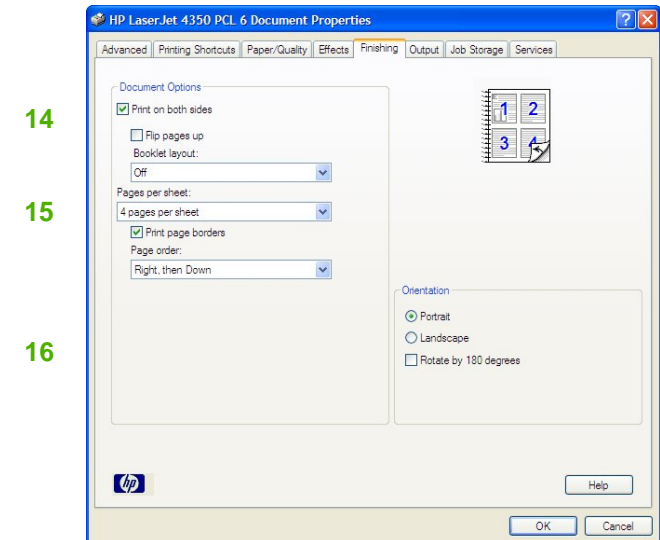 HP LaserJet 4350 PCL 6 Document Properties
Advanced Printing Shortcuts Paper/Quality Effects Finishing Output Job Storage Services
Document Options
14
Print on both sides
Flip pages up
Booklet layout:
Off
15
Pages per sheet:
4 pages per sheet
Print page borders
Page order:
Right, then Down
16
1 2
3 4
Orientation
Portrait
Landscape
Rotate by 180 degrees
hp
Help
OK Cancel